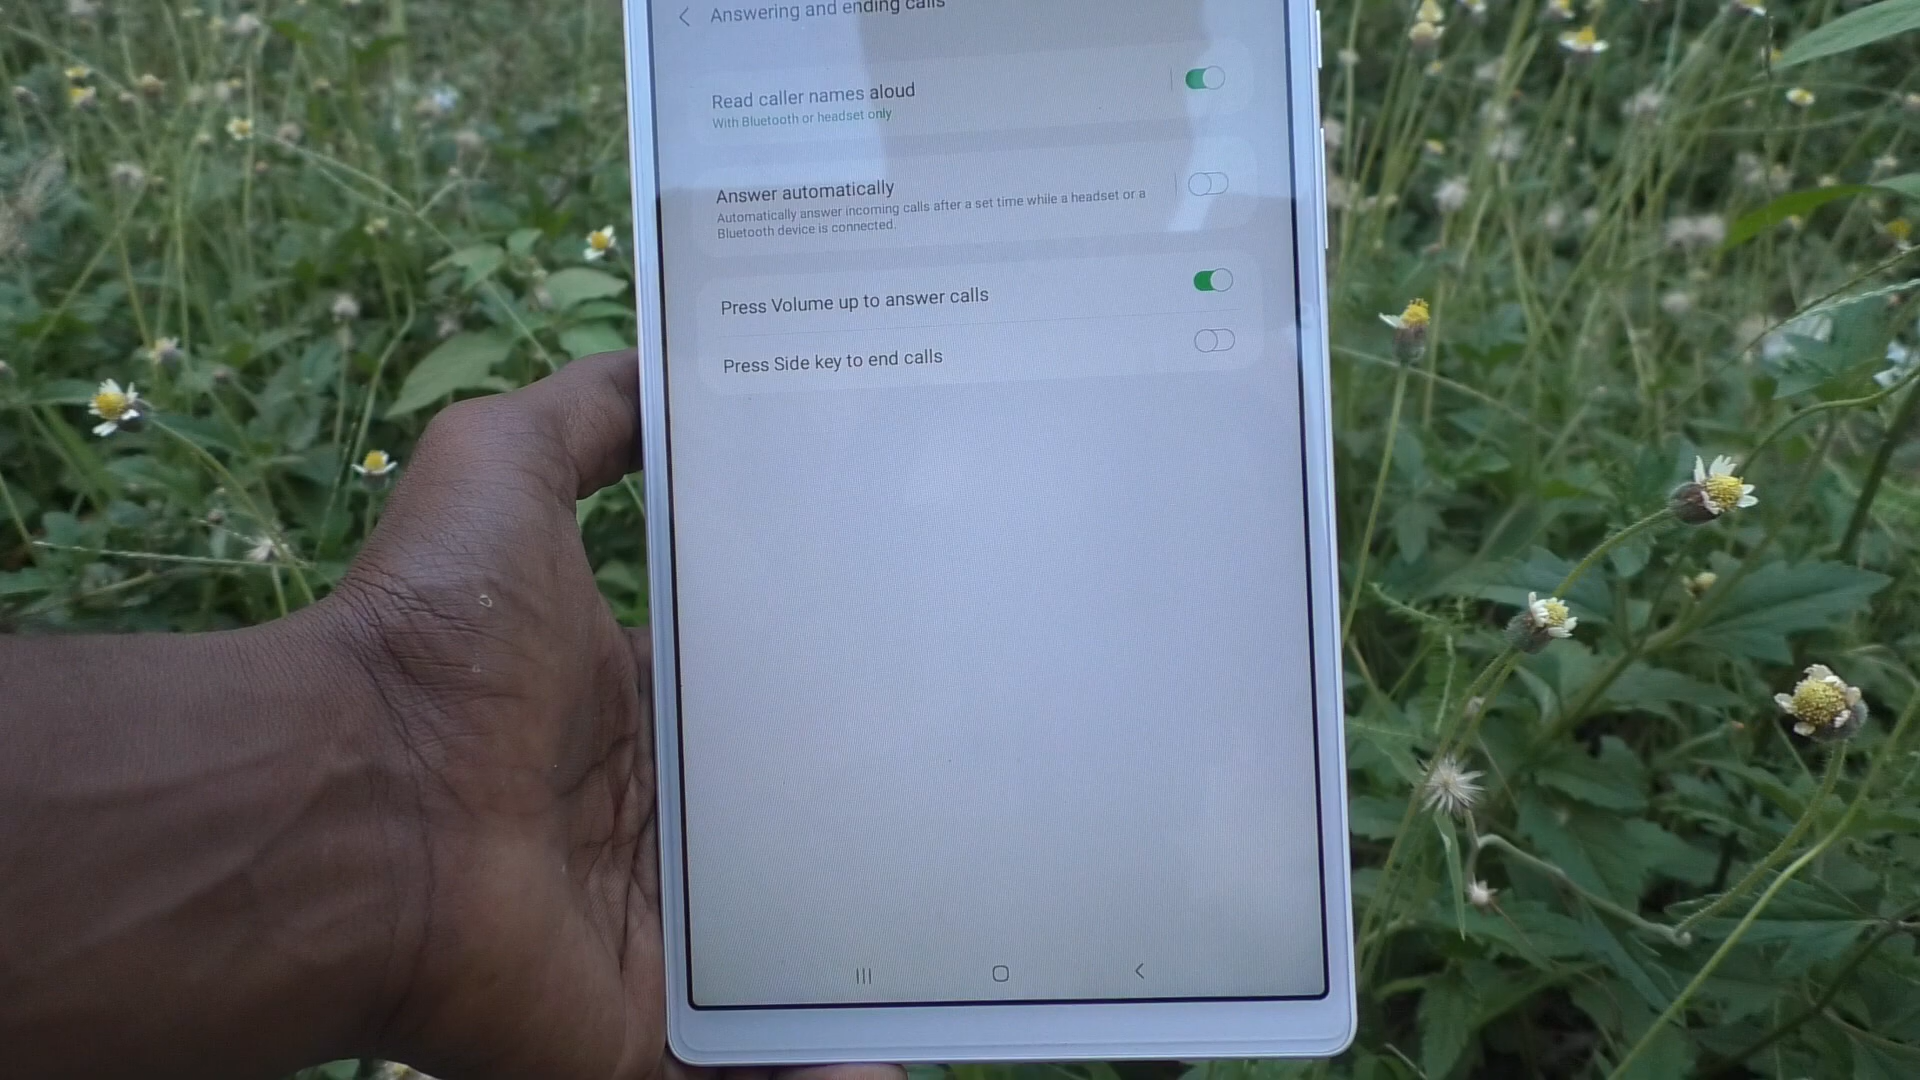 Answering and ending calls
Read caller names aloud
With Bluetooth or headset only
Answer automatically
Automatically answer incoming calls after a set time while a headset or a
Bluetooth device is connected.
Press Volume up to answer calls
Press Side key to end calls